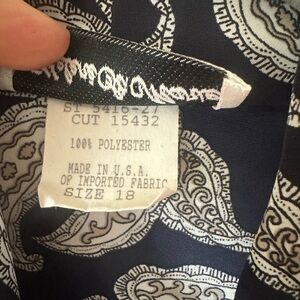 ST 5416-27
CUT 15432
100% POLYESTER
MADE IN U.S.A.
OF IMPORTED FABRIC
SIZE 18